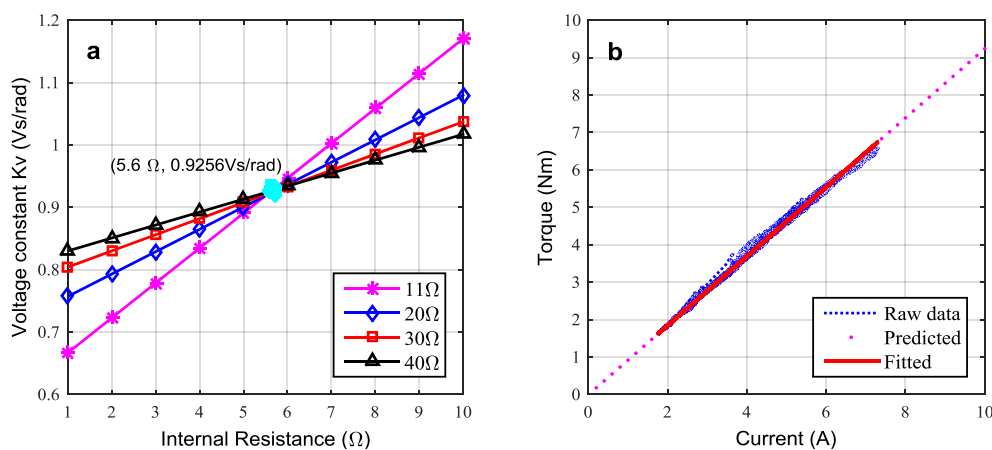 a
Voltage constant Kv (Vs/rad)
1.2
1.1
1
0.9
0.8
0.7
0.6
(5.6 Ω, 0.9256Vs/rad)
11Ω
20Ω
30Ω
40Ω
1 2 3 4 5 6 7 8 9 10
Internal Resistance (Ω)
b
Torque (Nm)
10
9
8
7
6
5
4
3
2
1
0
Raw data
Predicted
Fitted
0 2 4 6 8 10
Current (A)